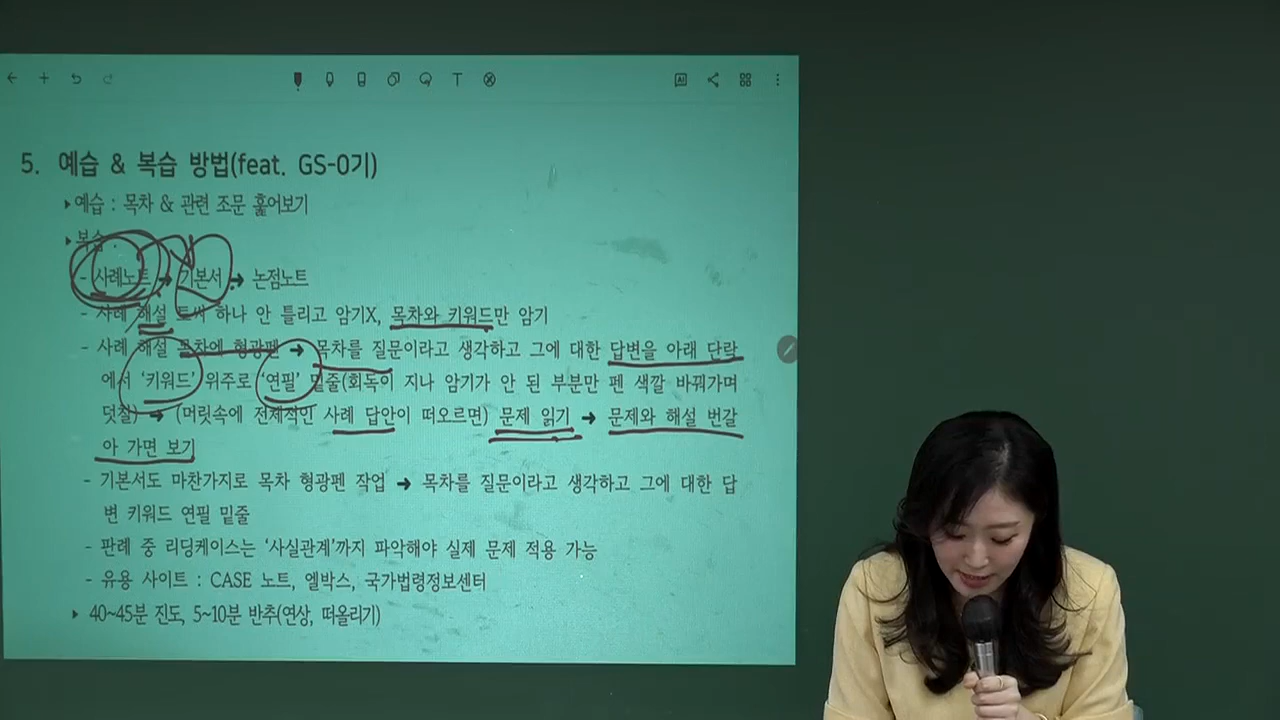 5. 예습 & 복습 방법(feat. GS-0기)
▸예습 : 목차 & 관련 조문 훑어보기
▸복습 :
- 사례노트 → 기본서 → 논점노트
- 사례 해설 토씨 하나 안 틀리고 암기X, 목차와 키워드만 암기
- 사례 해설 목차에 형광펜 → 목차를 질문이라고 생각하고 그에 대한 답변을 아래 단락
에서 '키워드' 위주로 '연필' 밑줄(회독이 지나 암기가 안 된 부분만 펜 색깔 바꿔가며
덧칠) → (머릿속에 전체적인 사례 답안이 떠오르면) 문제 읽기 → 문제와 해설 번갈
아 가면 보기
- 기본서도 마찬가지로 목차 형광펜 작업 → 목차를 질문이라고 생각하고 그에 대한 답
변 키워드 연필 밑줄
- 판례 중 리딩케이스는 '사실관계'까지 파악해야 실제 문제 적용 가능
- 유용 사이트 : CASE 노트, 엘박스, 국가법령정보센터
▸ 40~45분 진도, 5~10분 반추(연상, 떠올리기)